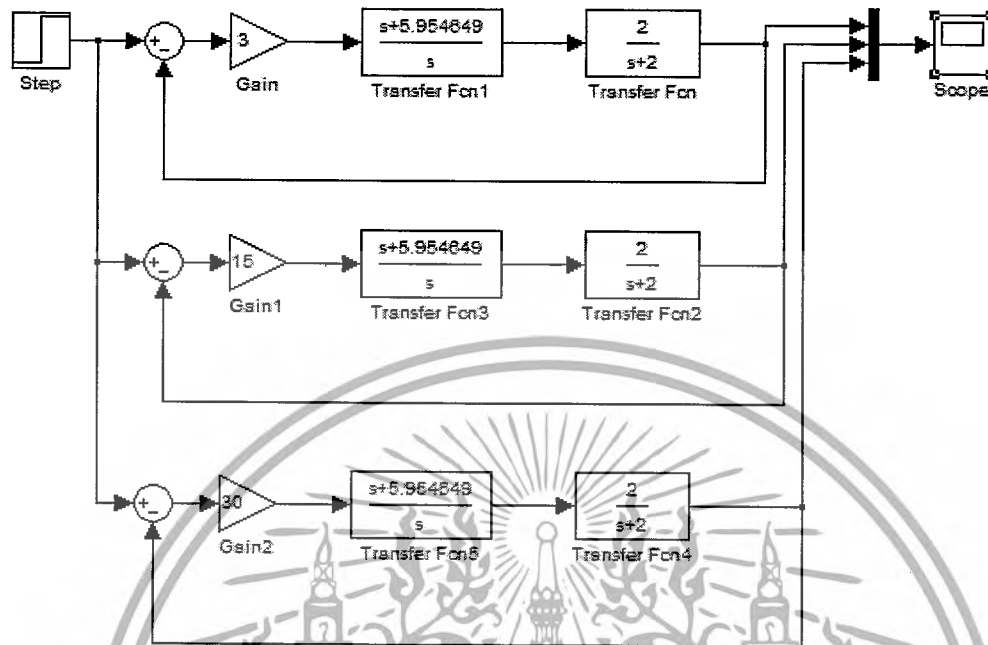 Step
+
-
3
Gain
s+5.954649
s
Transfer Fcn1
2
s+2
Transfer Fcn
Scope
+
-
15
Gain1
s+5.954649
s
Transfer Fcn3
2
s+2
Transfer Fcn2
+
-
30
Gain2
s+5.954649
s
Transfer Fcn5
2
s+2
Transfer Fcn4